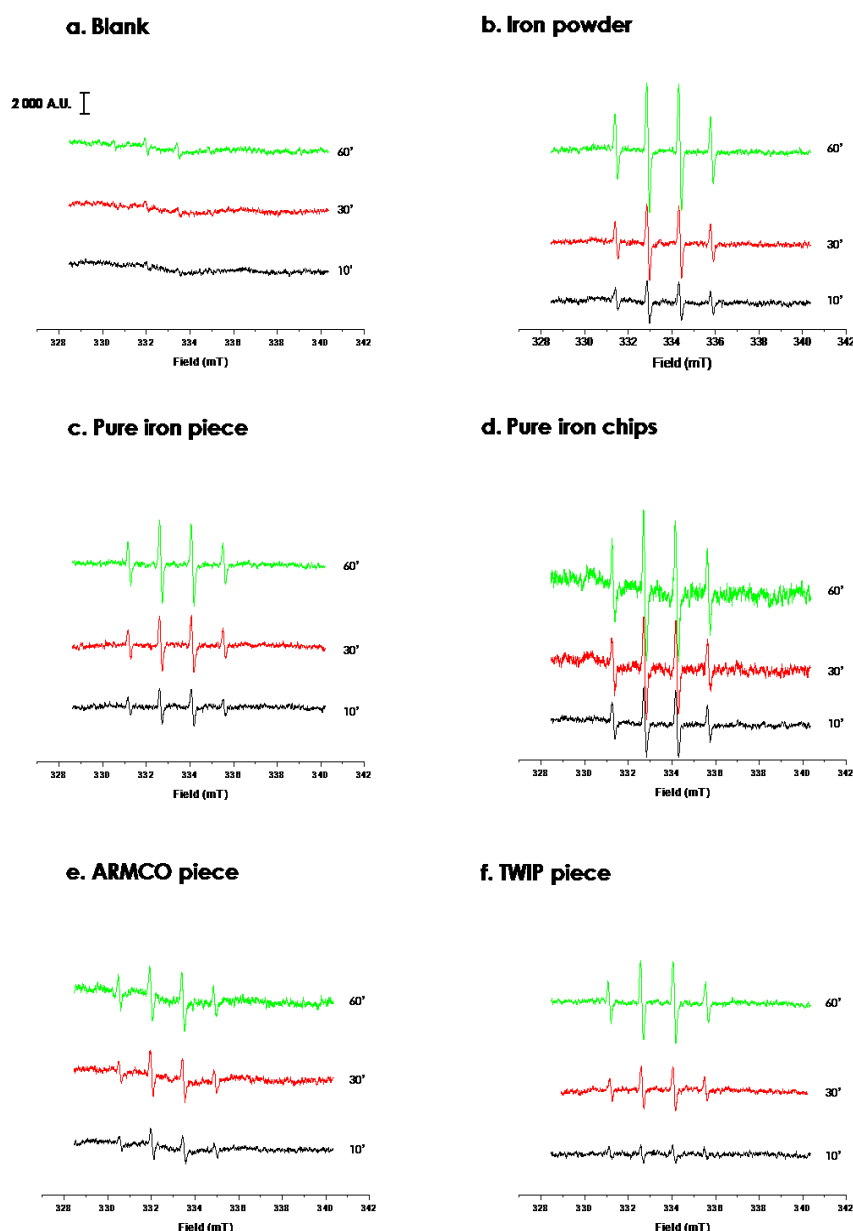 a. Blank
b. Iron powder
2 000 A.U.
60'
30'
10'
328 330 332 334 336 338 340 342
Field (mT)
60'
30'
10'
328 330 332 334 336 338 340 342
Field (mT)
c. Pure iron piece
d. Pure iron chips
60'
30'
10'
328 330 332 334 336 338 340 342
Field (mT)
60'
30'
10'
328 330 332 334 336 338 340 342
Field (mT)
e. ARMCO piece
f. TWIP piece
60'
30'
10'
328 330 332 334 336 338 340 342
Field (mT)
60'
30'
10'
328 330 332 334 336 338 340 342
Field (mT)